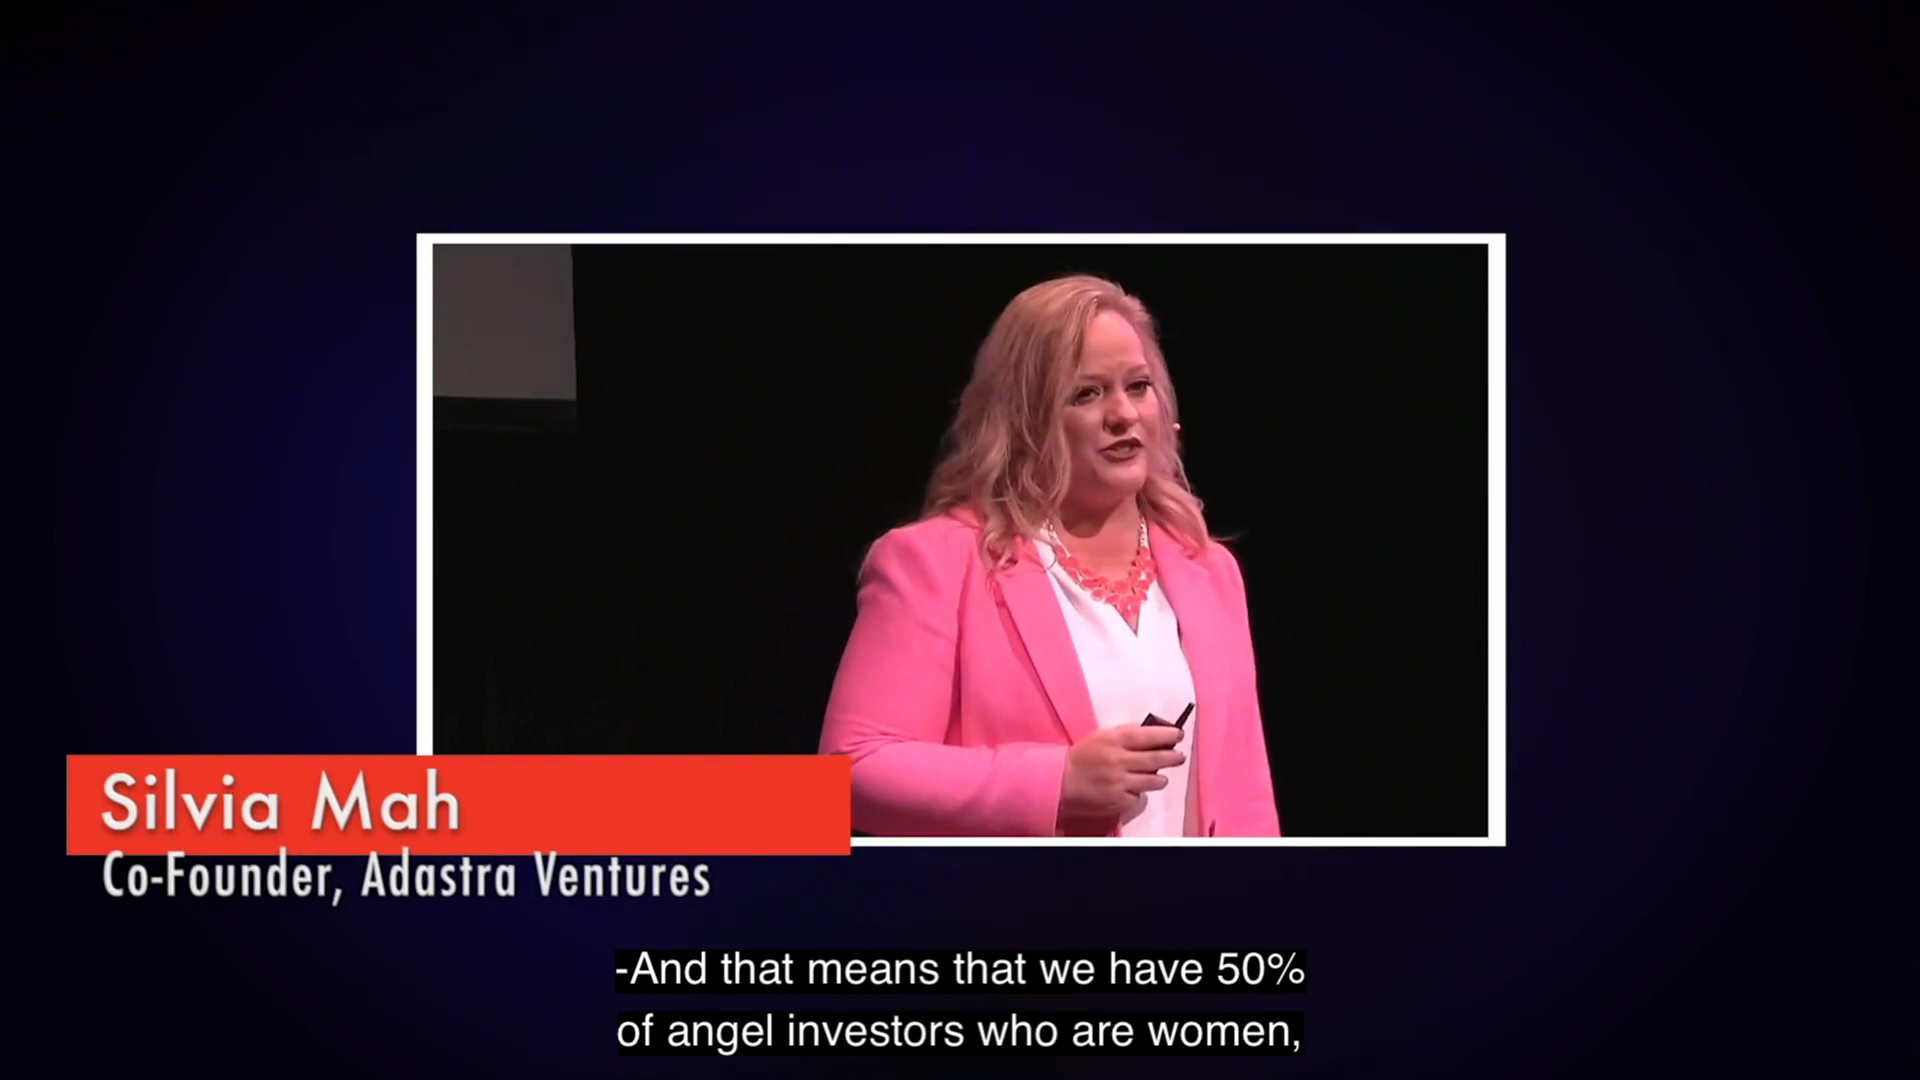 Silvia Mah
Co-Founder, Adastra Ventures
-And that means that we have 50%
of angel investors who are women,